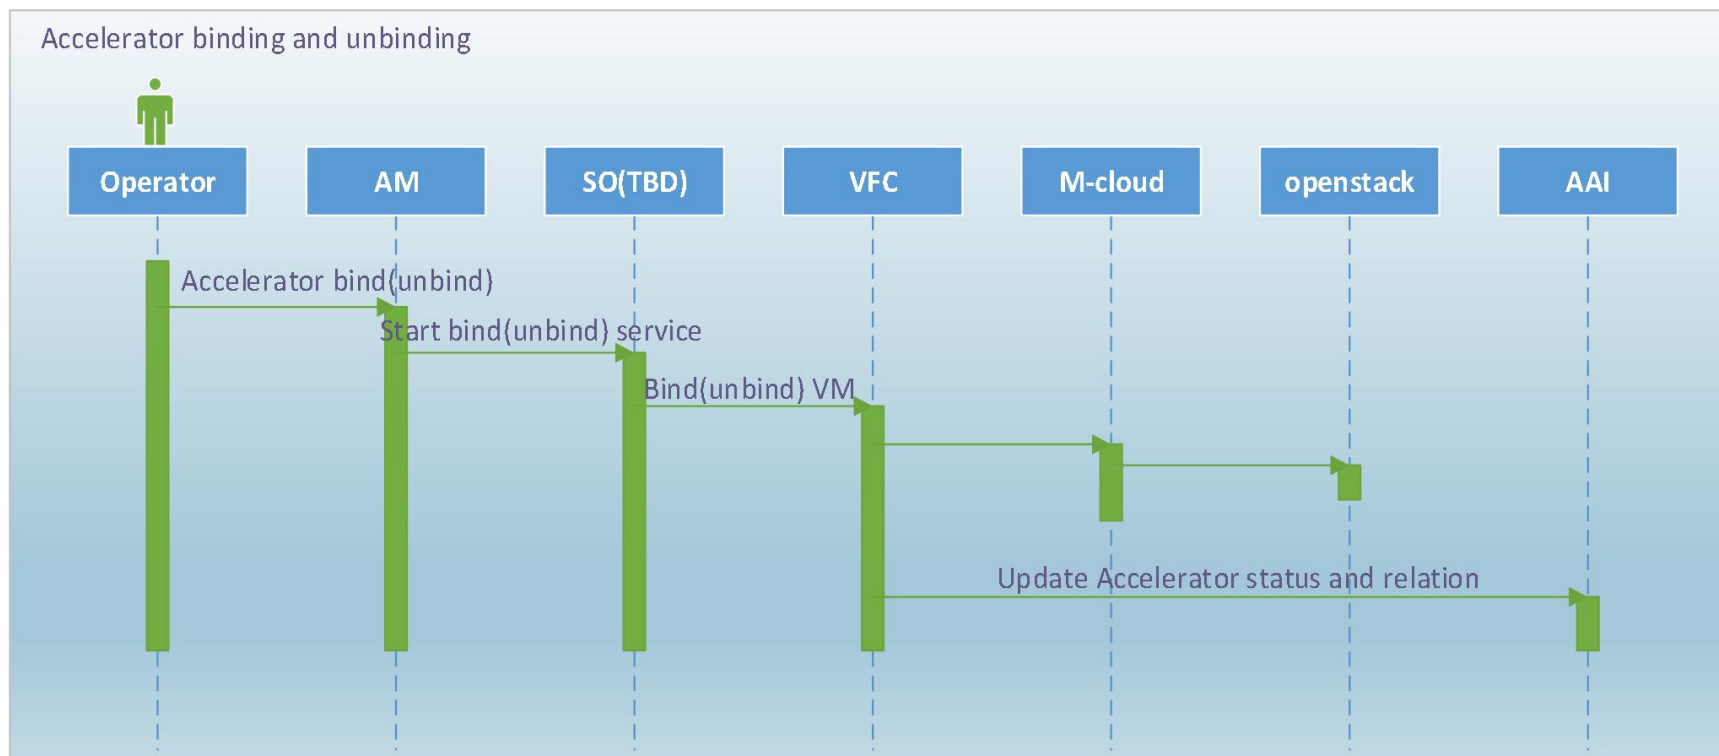 Accelerator binding and unbinding
Operator
AM
SO(TBD)
VFC
M-cloud
openstack
AAI
Accelerator bind(unbind)
Start bind(unbind) service
Bind(unbind) VM
Update Accelerator status and relation